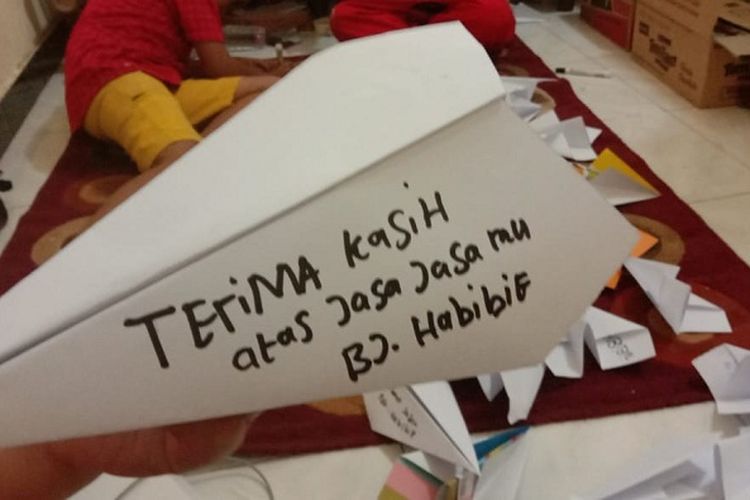 TERiMA KaSiH
atas Jasa Jasa mu
BJ. HabibiE